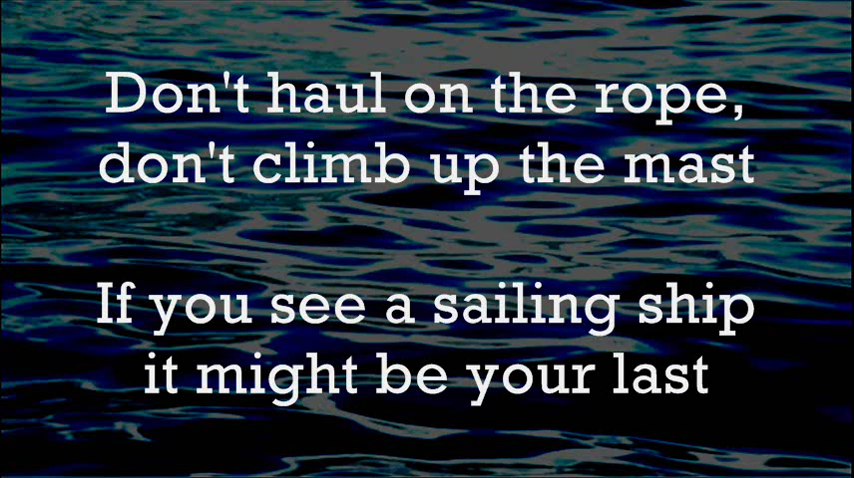 Don't haul on the rope,
don't climb up the mast
If you see a sailing ship
it might be your last